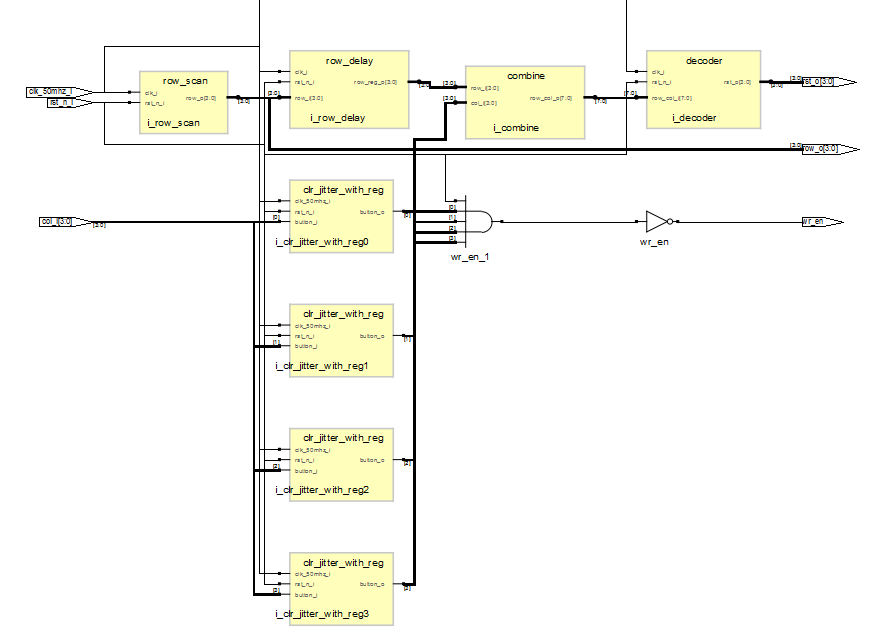 row_scan
clk_i
rst_n_i
row_o[3:0]
i_row_scan
clk_50mhz_i
rst_n_i
[3:0]
row_delay
clk_i
rst_n_i
row_i[3:0]
row_reg_o[3:0]
i_row_delay
[3:0]
[3:0]
combine
row_i[3:0]
col_i[3:0]
row_col_o[7:0]
i_combine
[3:0]
[3:0]
[7:0]
decoder
clk_i
rst_n_i
row_col_i[7:0]
rst_o[3:0]
i_decoder
[7:0]
[3:0]
[3:0]
rst_o[3:0]
[3:0]
row_o[3:0]
col_i[3:0]
[3:0]
clr_jitter_with_reg
clk_50mhz_i
rst_n_i
button_i
button_o
i_clr_jitter_with_reg0
[0]
[0]
[1]
[2]
[3]
wr_en_1
wr_en
wr_en
clr_jitter_with_reg
clk_50mhz_i
rst_n_i
button_i
button_o
i_clr_jitter_with_reg1
[1]
[1]
clr_jitter_with_reg
clk_50mhz_i
rst_n_i
button_i
button_o
i_clr_jitter_with_reg2
[2]
[2]
clr_jitter_with_reg
clk_50mhz_i
rst_n_i
button_i
button_o
i_clr_jitter_with_reg3
[3]
[3]